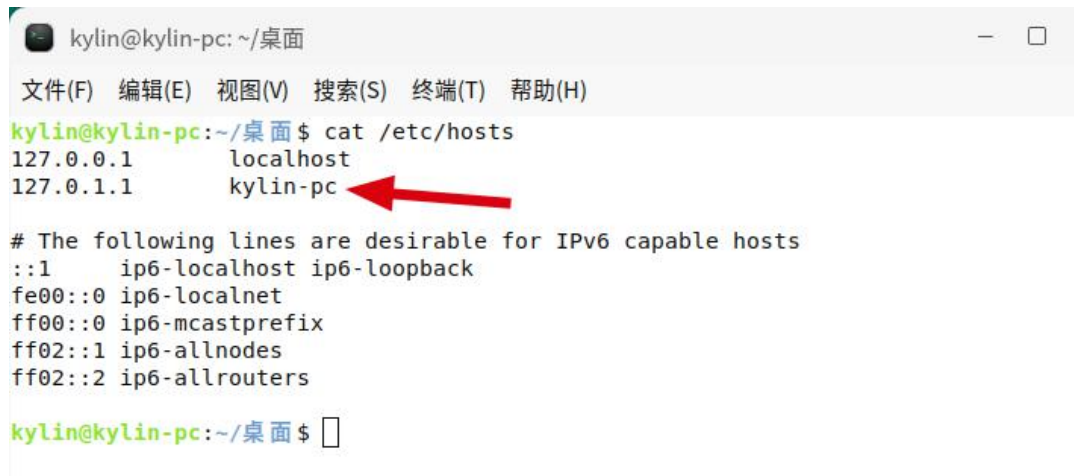 kylin@kylin-pc: ~/桌面
文件(F) 编辑(E) 视图(V) 搜索(S) 终端(T) 帮助(H)
kylin@kylin-pc:~/桌面$ cat /etc/hosts
127.0.0.1       localhost
127.0.1.1       kylin-pc
# The following lines are desirable for IPv6 capable hosts
::1     ip6-localhost ip6-loopback
fe00::0 ip6-localnet
ff00::0 ip6-mcastprefix
ff02::1 ip6-allnodes
ff02::2 ip6-allrouters
kylin@kylin-pc:~/桌面$